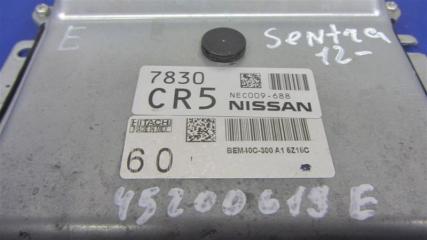 E
Sentra
12-
7830
CR5
NEC009-688
NISSAN
HITACHI
60
BEM40C-300 A1 5Z16C
45200619 E